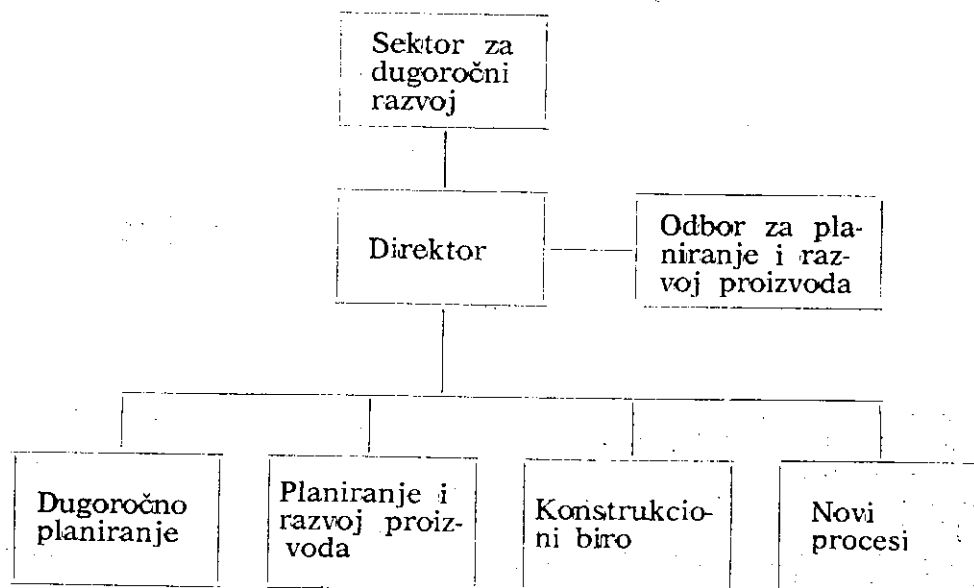 Sektor za
dugoročni
razvoj
Direktor
Odbor za pla-
niranje i raz-
voj proizvoda
Dugoročno
planiranje
Planiranje i
razvoj proiz-
voda
Konstrukcio-
ni biro
Novi
procesi